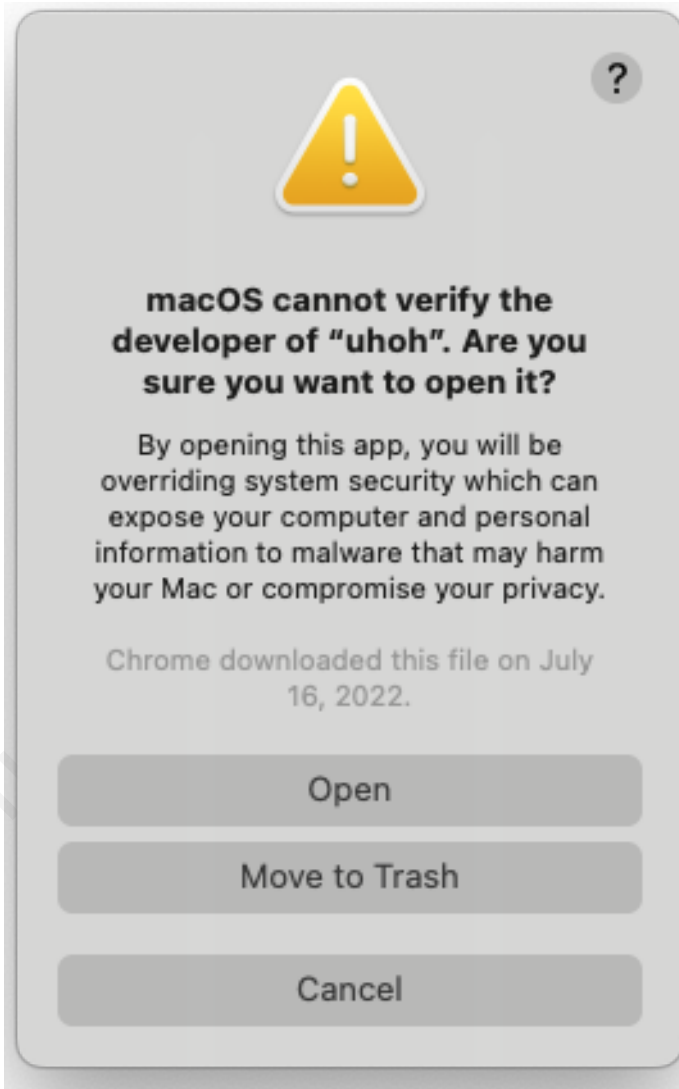 ?
macOS cannot verify the
developer of “uhoh”. Are you
sure you want to open it?
By opening this app, you will be
overriding system security which can
expose your computer and personal
information to malware that may harm
your Mac or compromise your privacy.
Chrome downloaded this file on July
16, 2022.
Open
Move to Trash
Cancel